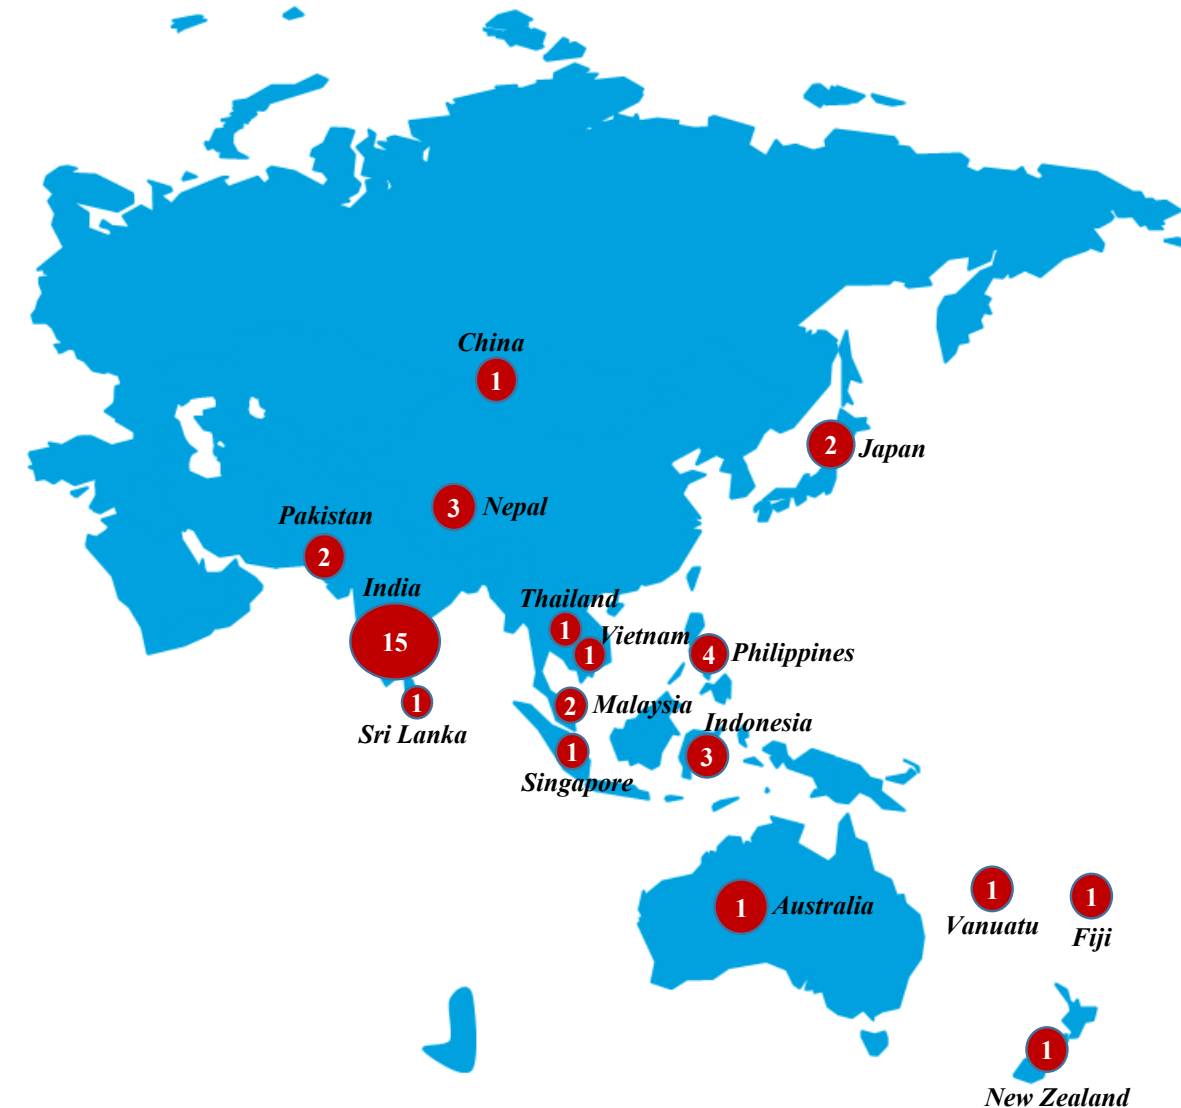 China
1
2
Japan
3
Nepal
Pakistan
2
India
15
Thailand
1
Vietnam
1
4
Philippines
1
Sri Lanka
2
Malaysia
Indonesia
3
1
Singapore
1
Australia
1
Vanuatu
1
Fiji
1
New Zealand